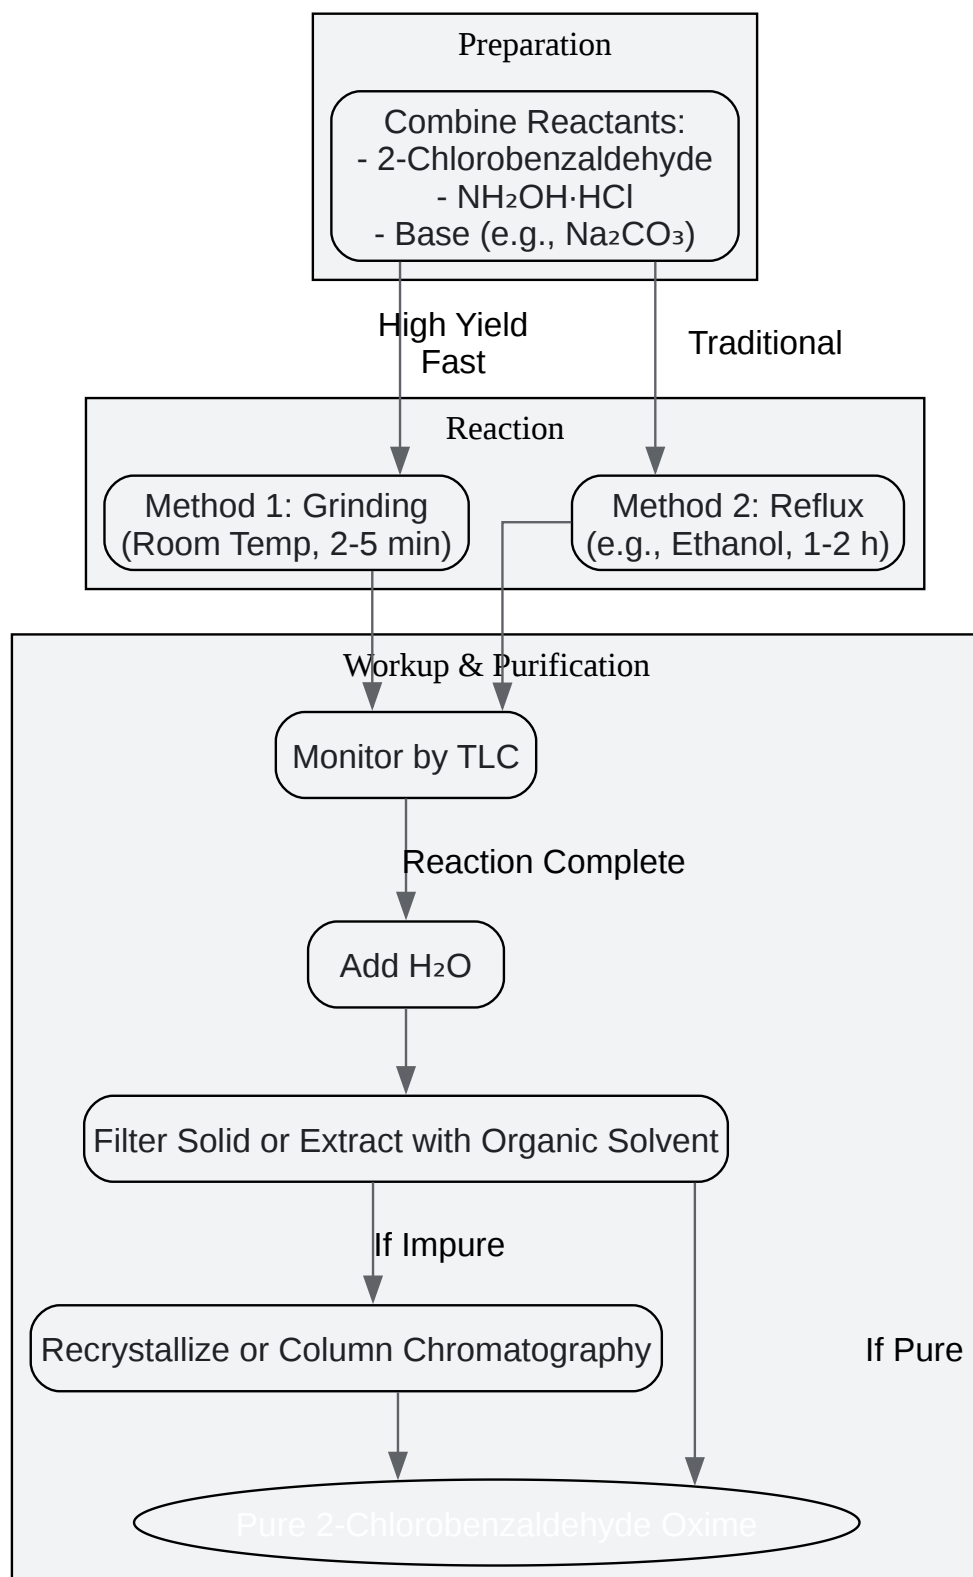 Preparation
Combine Reactants:
- 2-Chlorobenzaldehyde
- NH₂OH·HCl
- Base (e.g., Na₂CO₃)
High Yield
Fast
Traditional
Reaction
Method 1: Grinding
(Room Temp, 2-5 min)
Method 2: Reflux
(e.g., Ethanol, 1-2 h)
Workup & Purification
Monitor by TLC
Reaction Complete
Add H₂O
Filter Solid or Extract with Organic Solvent
If Impure
Recrystallize or Column Chromatography
If Pure
Pure 2-Chlorobenzaldehyde Oxime